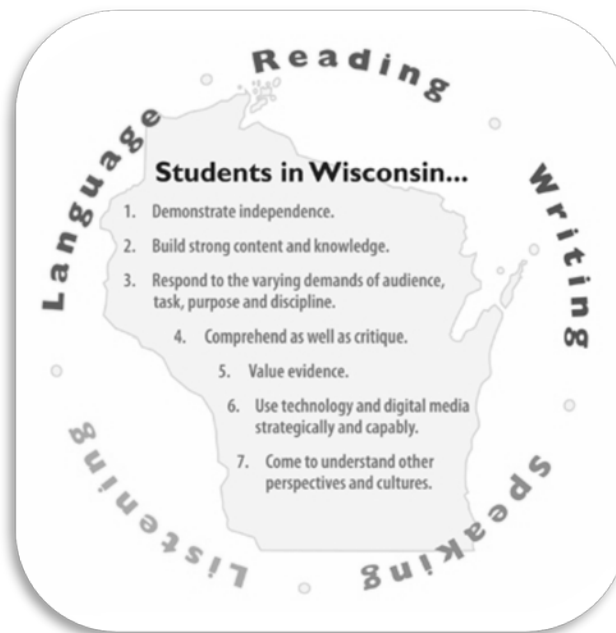 Reading
Writing
Speaking
Listening
Language
Students in Wisconsin...
1. Demonstrate independence.
2. Build strong content and knowledge.
3. Respond to the varying demands of audience,
task, purpose and discipline.
4. Comprehend as well as critique.
5. Value evidence.
6. Use technology and digital media
strategically and capably.
7. Come to understand other
perspectives and cultures.